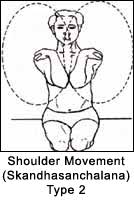 Shoulder Movement
(Skandhasanchalana)
Type 2